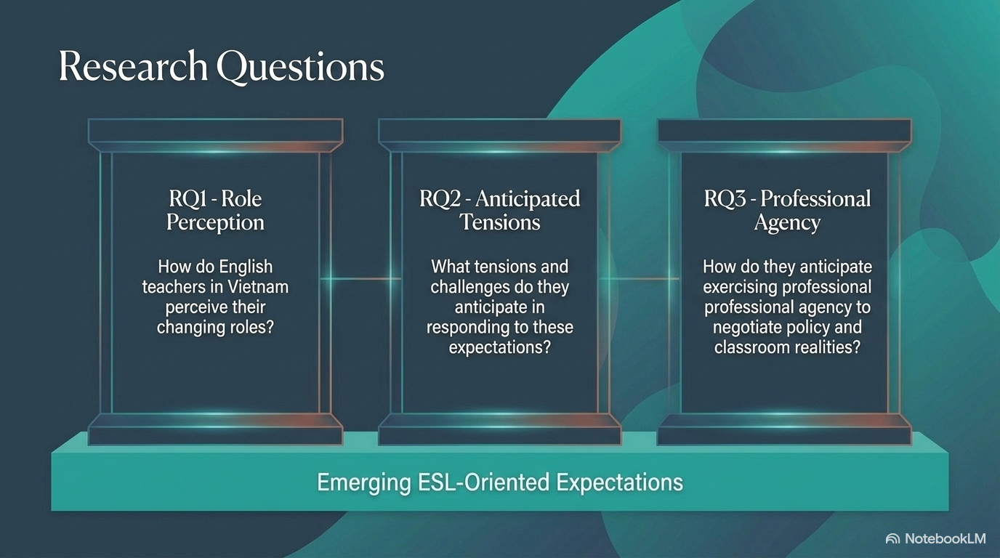 Research Questions
RQ1 - Role
Perception
How do English
teachers in Vietnam
perceive their
changing roles?
RQ2 - Anticipated
Tensions
What tensions and
challenges do they
anticipate in
responding to these
expectations?
RQ3 - Professional
Agency
How do they anticipate
exercising professional
professional agency to
negotiate policy and
classroom realities?
Emerging ESL-Oriented Expectations
NotebookLM